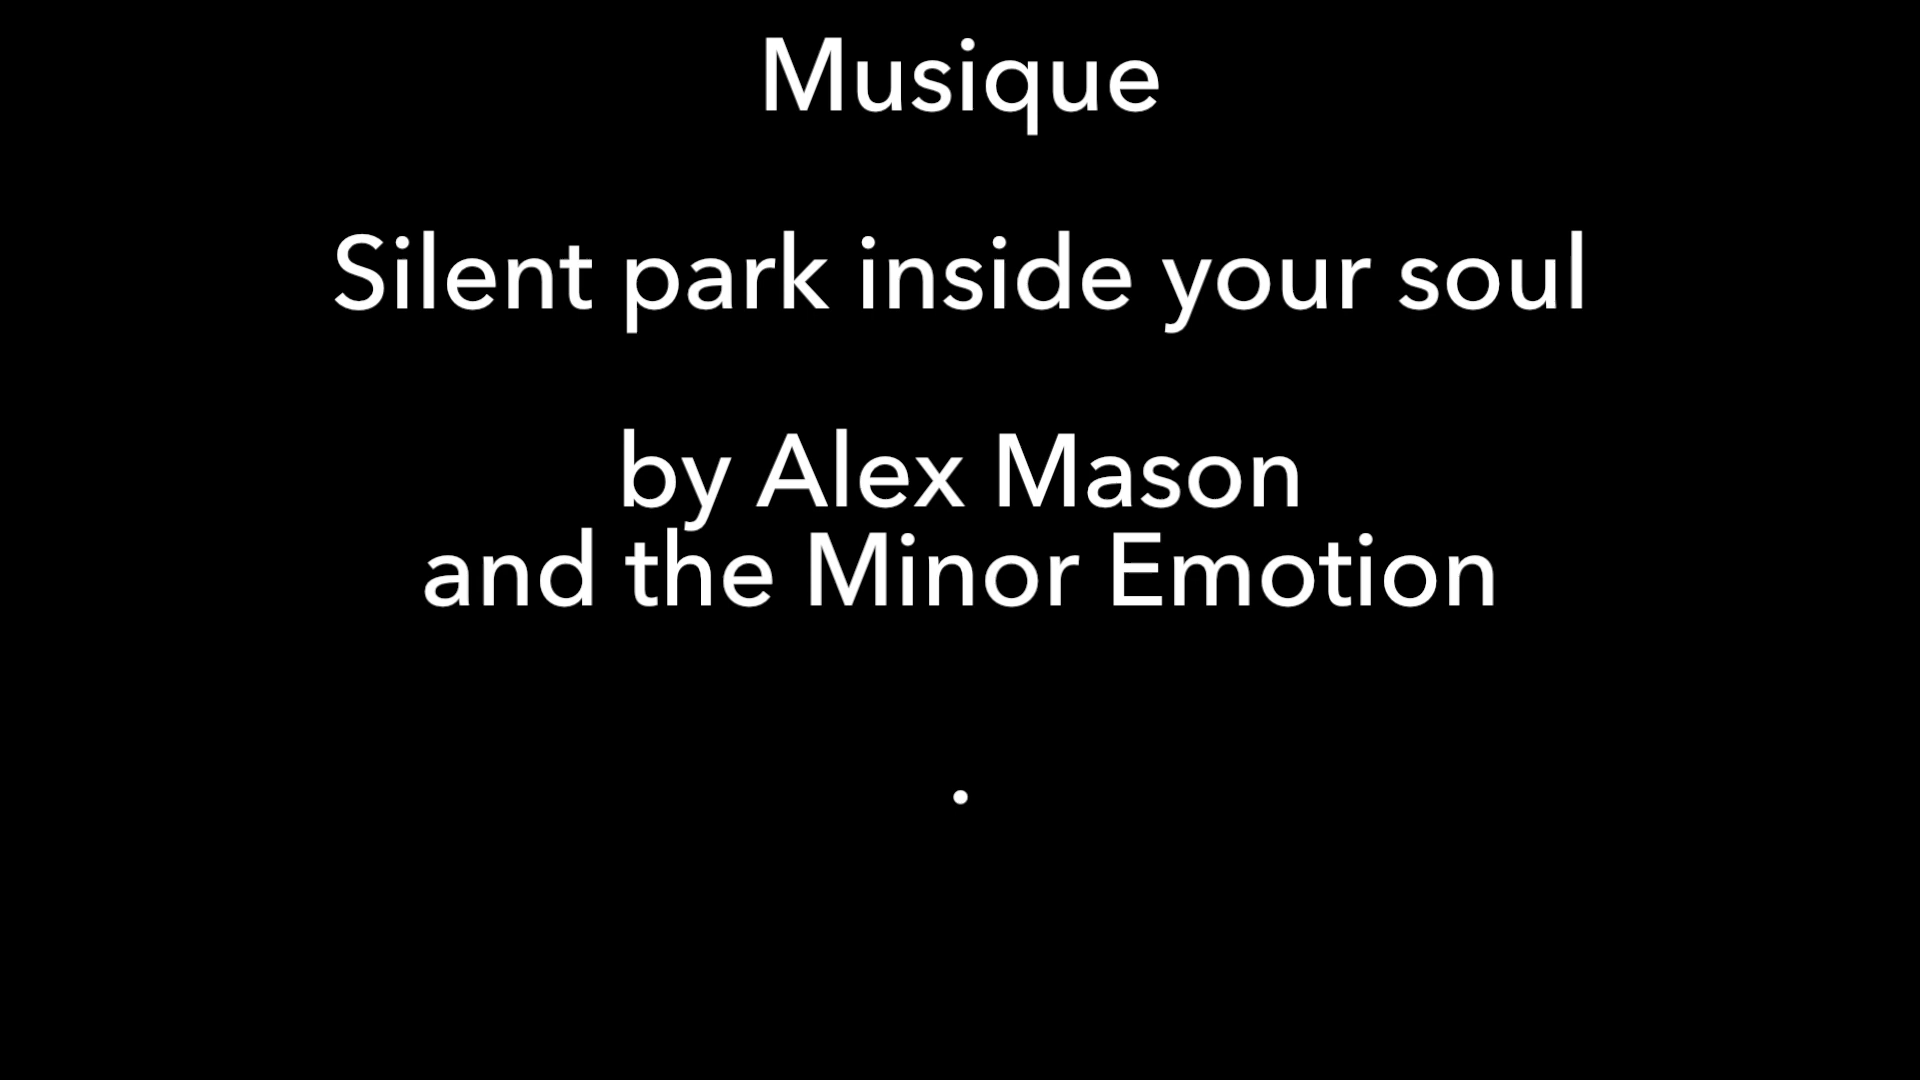 Musique
Silent park inside your soul
by Alex Mason
and the Minor Emotion
.